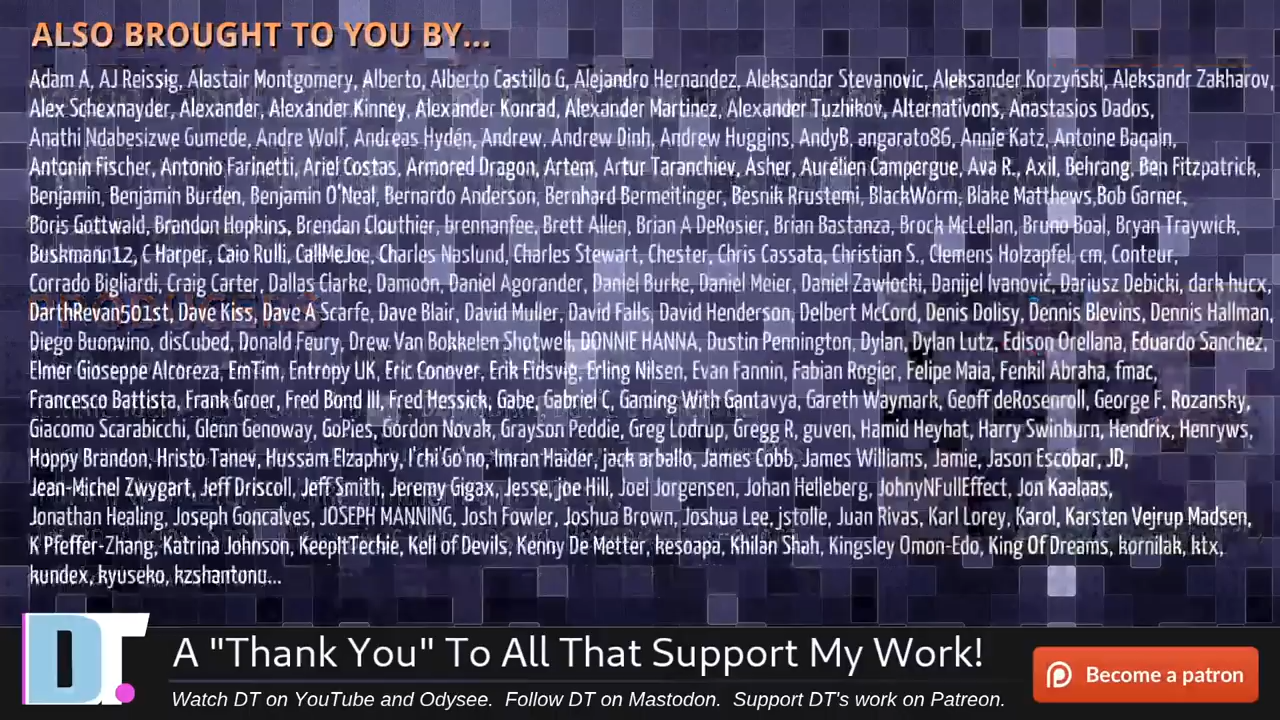 ALSO BROUGHT TO YOU BY...
Adam A, AJ Reissig, Alastair Montgomery, Alberto, Alberto Castillo G, Alejandro Hernandez, Aleksandar Stevanovic, Aleksander Korzyński, Aleksandr Zakharov,
Alex Schexnayder, Alexander, Alexander Kinney, Alexander Konrad, Alexander Martinez, Alexander Tuzhikov, Alternativons, Anastasios Dados,
Anathi Ndabesizwe Gumede, Andre Wolf, Andreas Hydén, Andrew, Andrew Dinh, Andrew Huggins, AndyB, angarato86, Annie Katz, Antoine Baqain,
Antonín Fischer, Antonio Farinetti, Ariel Costas, Armored Dragon, Artem, Artur Taranchiev, Asher, Aurélien Campergue, Ava R., Axil, Behrang, Ben Fitzpatrick,
Benjamin, Benjamin Burden, Benjamin O'Neal, Bernardo Anderson, Bernhard Bermeitinger, Besnik Rrustemi, BlackWorm, Blake Matthews,Bob Garner,
Boris Gottwald, Brandon Hopkins, Brendan Clouthier, brennanfee, Brett Allen, Brian A DeRosier, Brian Bastanza, Brock McLellan, Bruno Boal, Bryan Traywick,
Buskmann12, C Harper, Caio Rulli, CallMeJoe, Charles Naslund, Charles Stewart, Chester, Chris Cassata, Christian S., Clemens Holzapfel, cm, Conteur,
Corrado Bigliardi, Craig Carter, Dallas Clarke, Damoon, Daniel Agorander, Daniel Burke, Daniel Meier, Daniel Zawłocki, Danijel Ivanović, Dariusz Debicki, dark hucx,
DarthRevan501st, Dave Kiss, Dave A Scarfe, Dave Blair, David Muller, David Falls, David Henderson, Delbert McCord, Denis Dolisy, Dennis Blevins, Dennis Hallman,
Diego Buonvino, disCubed, Donald Feury, Drew Van Bokkelen Shotwell, DONNIE HANNA, Dustin Pennington, Dylan, Dylan Lutz, Edison Orellana, Eduardo Sanchez,
Elmer Gioseppe Alcoreza, EmTim, Entropy UK, Eric Conover, Erik Eidsvig, Erling Nilsen, Evan Fannin, Fabian Rogier, Felipe Maia, Fenkil Abraha, fmac,
Francesco Battista, Frank Groer, Fred Bond III, Fred Hessick, Gabe, Gabriel C, Gaming With Gantavya, Gareth Waymark, Geoff deRosenroll, George F. Rozansky,
Giacomo Scarabicchi, Glenn Genoway, GoPies, Gordon Novak, Grayson Peddie, Greg Lodrup, Gregg R, guven, Hamid Heyhat, Harry Swinburn, Hendrix, Henryws,
Hoppy Brandon, Hristo Tanev, Hussam Elzaphry, I'chi'Go'no, Imran Haider, jack arballo, James Cobb, James Williams, Jamie, Jason Escobar, JD,
Jean-Michel Zwygart, Jeff Driscoll, Jeff Smith, Jeremy Gigax, Jesse, joe Hill, Joel Jorgensen, Johan Helleberg, JohnyNFullEffect, Jon Kaalaas,
Jonathan Healing, Joseph Goncalves, JOSEPH MANNING, Josh Fowler, Joshua Brown, Joshua Lee, jstolle, Juan Rivas, Karl Lorey, Karol, Karsten Vejrup Madsen,
K Pfeffer-Zhang, Katrina Johnson, KeepItTechie, Kell of Devils, Kenny De Metter, kesoapa, Khilan Shah, Kingsley Omon-Edo, King Of Dreams, kornilak, ktx,
kundex, kyuseko, kzshantonu...
DT
A "Thank You" To All That Support My Work!
Become a patron
Watch DT on YouTube and Odysee. Follow DT on Mastodon. Support DT's work on Patreon.